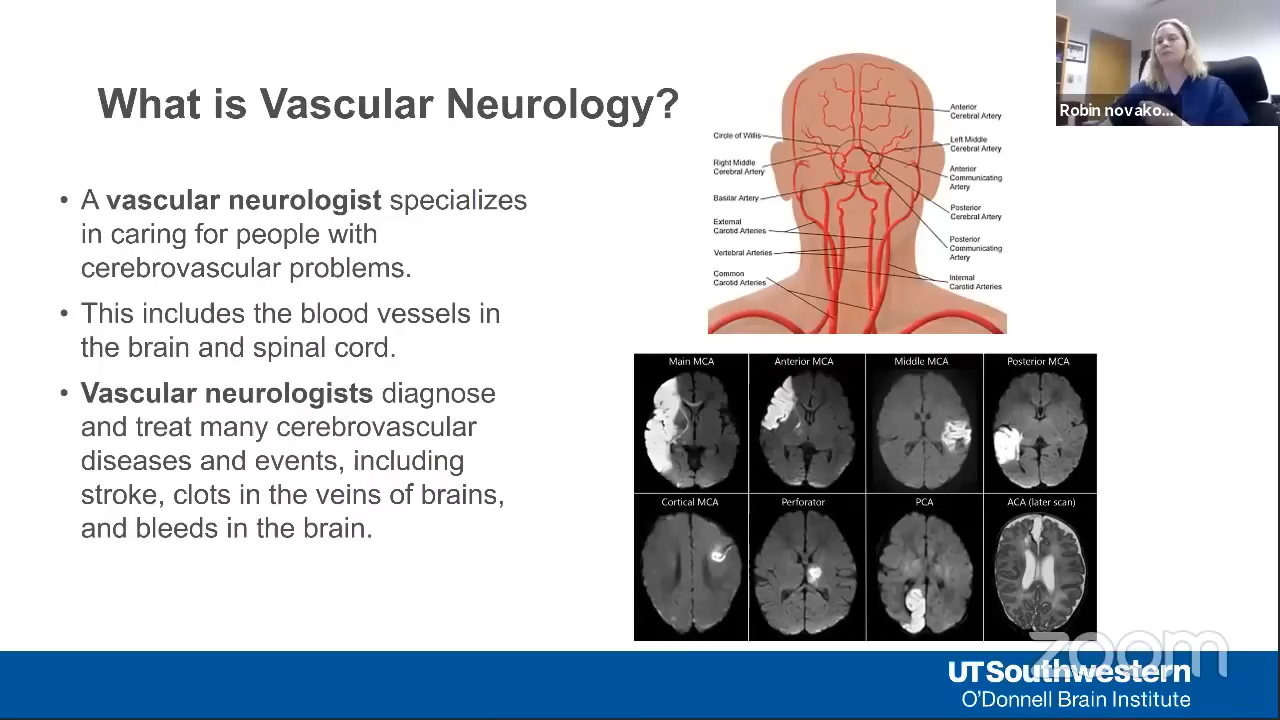 What is Vascular Neurology?
• A vascular neurologist specializes
in caring for people with
cerebrovascular problems.
• This includes the blood vessels in
the brain and spinal cord.
• Vascular neurologists diagnose
and treat many cerebrovascular
diseases and events, including
stroke, clots in the veins of brains,
and bleeds in the brain.
Circle of Willis
Right Middle
Cerebral Artery
Basilar Artery
External
Carotid Arteries
Vertebral Arteries
Common
Carotid Arteries
Anterior
Cerebral Artery
Left Middle
Cerebral Artery
Anterior
Communicating
Artery
Posterior
Cerebral Artery
Posterior
Communicating
Artery
Internal
Carotid Arteries
Robin novako...
Main MCA
Anterior MCA
Middle MCA
Posterior MCA
Cortical MCA
Perforator
PCA
ACA (later scan)
zoom
UTSouthwestern
O'Donnell Brain Institute